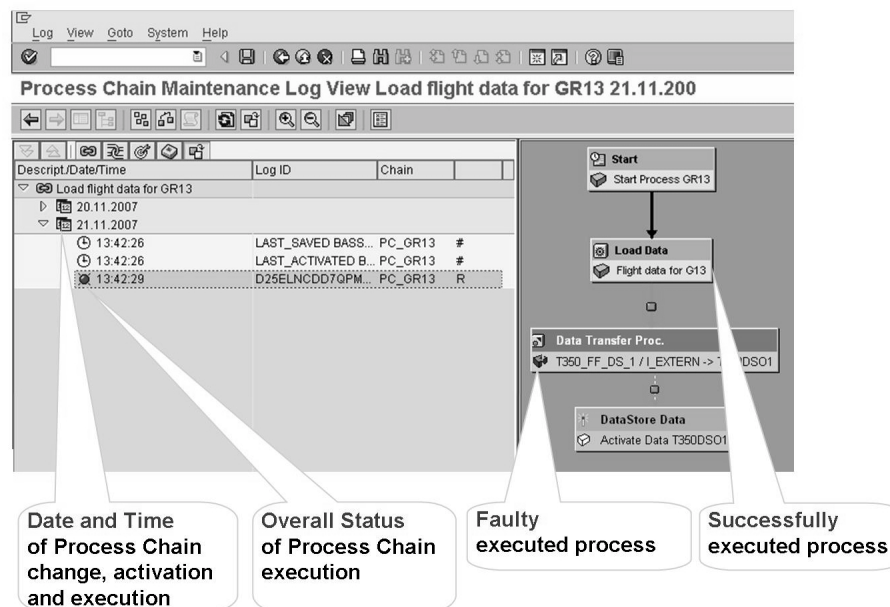 Log View Goto System Help
Process Chain Maintenance Log View Load flight data for GR13 21.11.200
Descript./Date/Time Log ID Chain
Load flight data for GR13
20.11.2007
21.11.2007
13:42:26 LAST_SAVED BASS... PC_GR13 #
13:42:26 LAST_ACTIVATED B... PC_GR13 #
13:42:29 D25ELNCDD7QPM... PC_GR13 R
Start
Start Process GR13
Load Data
Flight data for G13
Data Transfer Proc.
T350_FF_DS_1 / I_EXTERN -> DSO1
DataStore Data
Activate Data T350DSO1
Date and Time
of Process Chain
change, activation
and execution
Overall Status
of Process Chain
execution
Faulty
executed process
Successfully
executed process